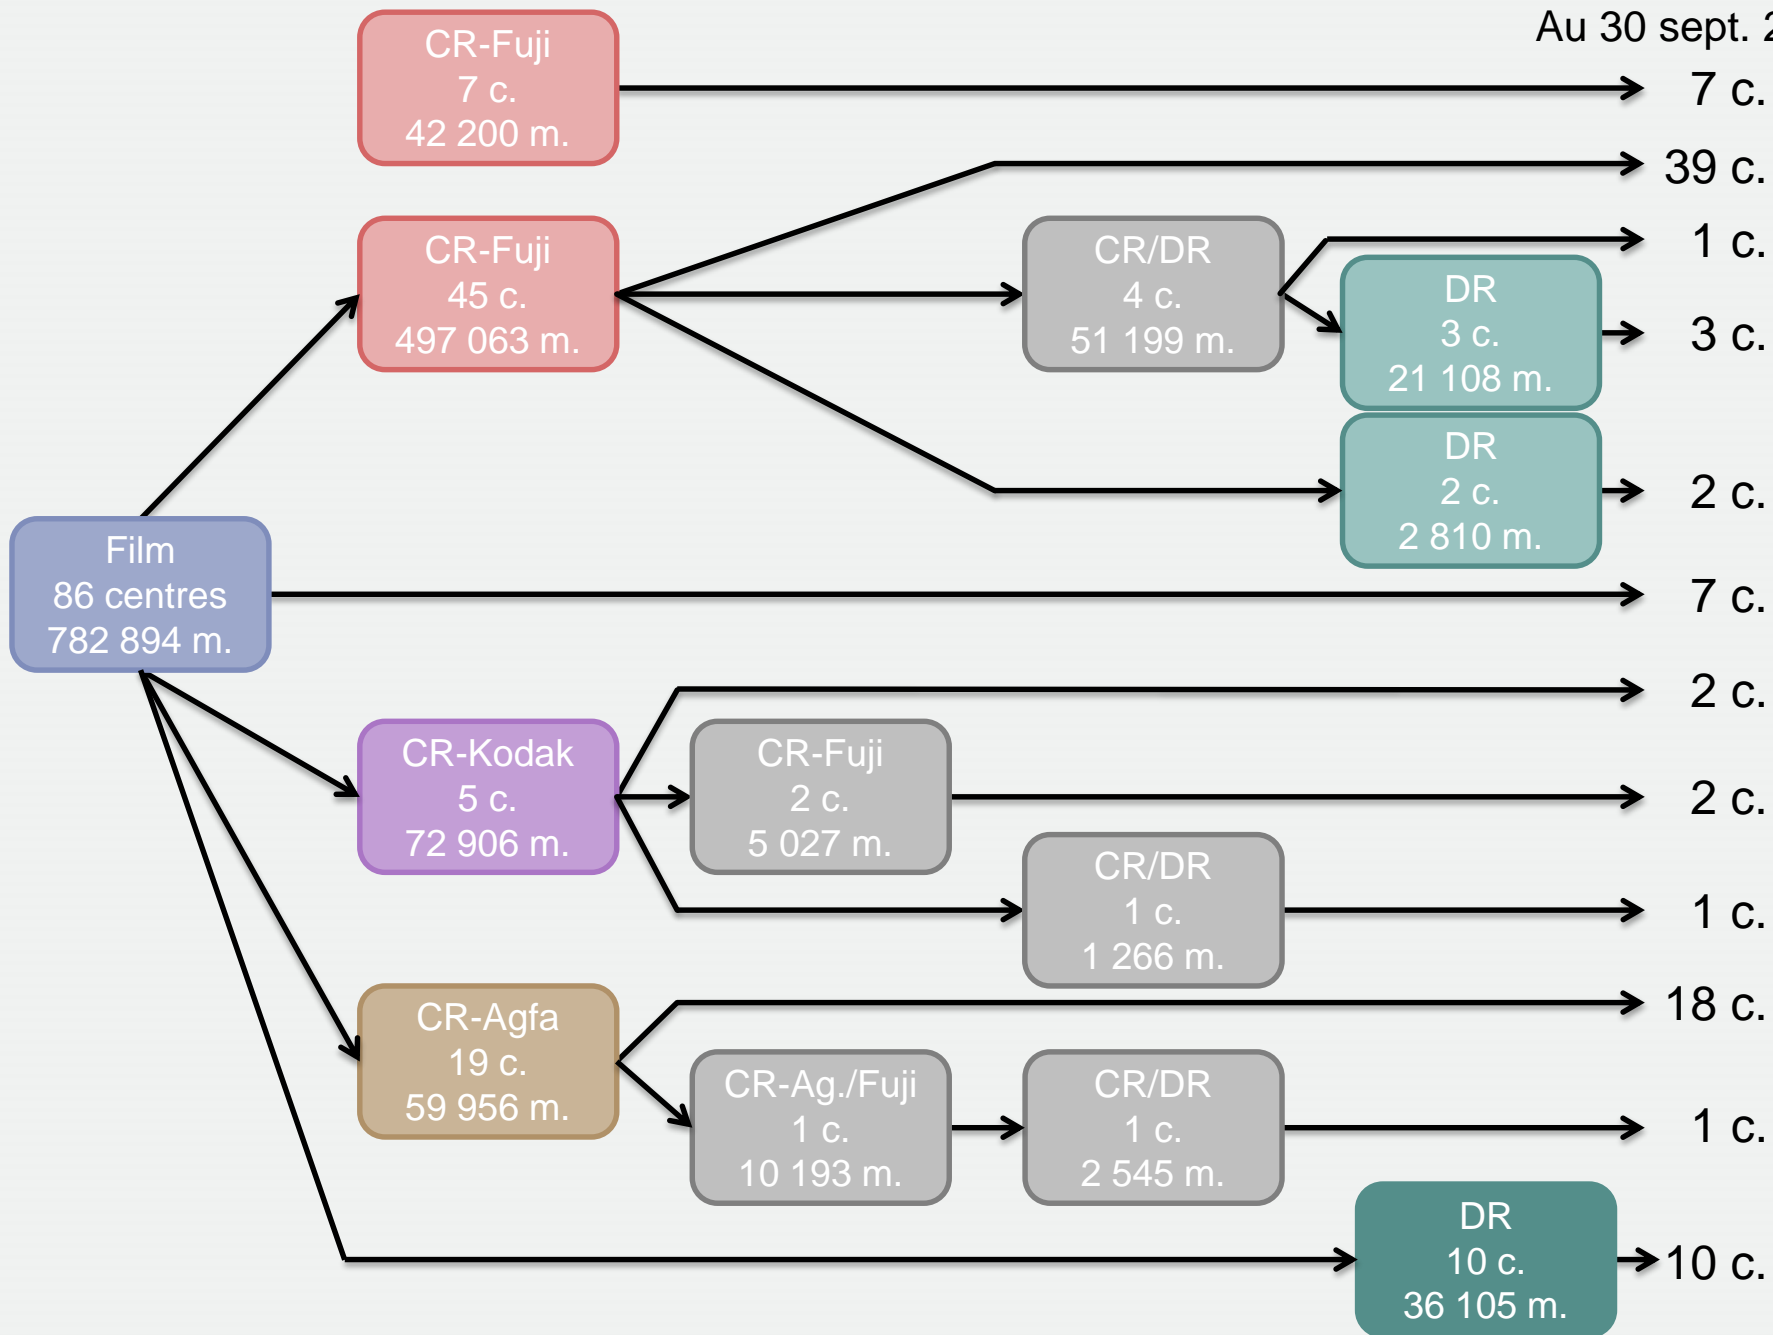 Au 30 sept. 2
CR-Fuji
7 c.
42 200 m.
7 c.
39 c.
CR-Fuji
45 c.
497 063 m.
CR/DR
4 c.
51 199 m.
1 c.
DR
3 c.
21 108 m.
3 c.
DR
2 c.
2 810 m.
2 c.
Film
86 centres
782 894 m.
7 c.
2 c.
CR-Kodak
5 c.
72 906 m.
CR-Fuji
2 c.
5 027 m.
2 c.
CR/DR
1 c.
1 266 m.
1 c.
CR-Agfa
19 c.
59 956 m.
18 c.
CR-Ag./Fuji
1 c.
10 193 m.
CR/DR
1 c.
2 545 m.
1 c.
DR
10 c.
36 105 m.
10 c.